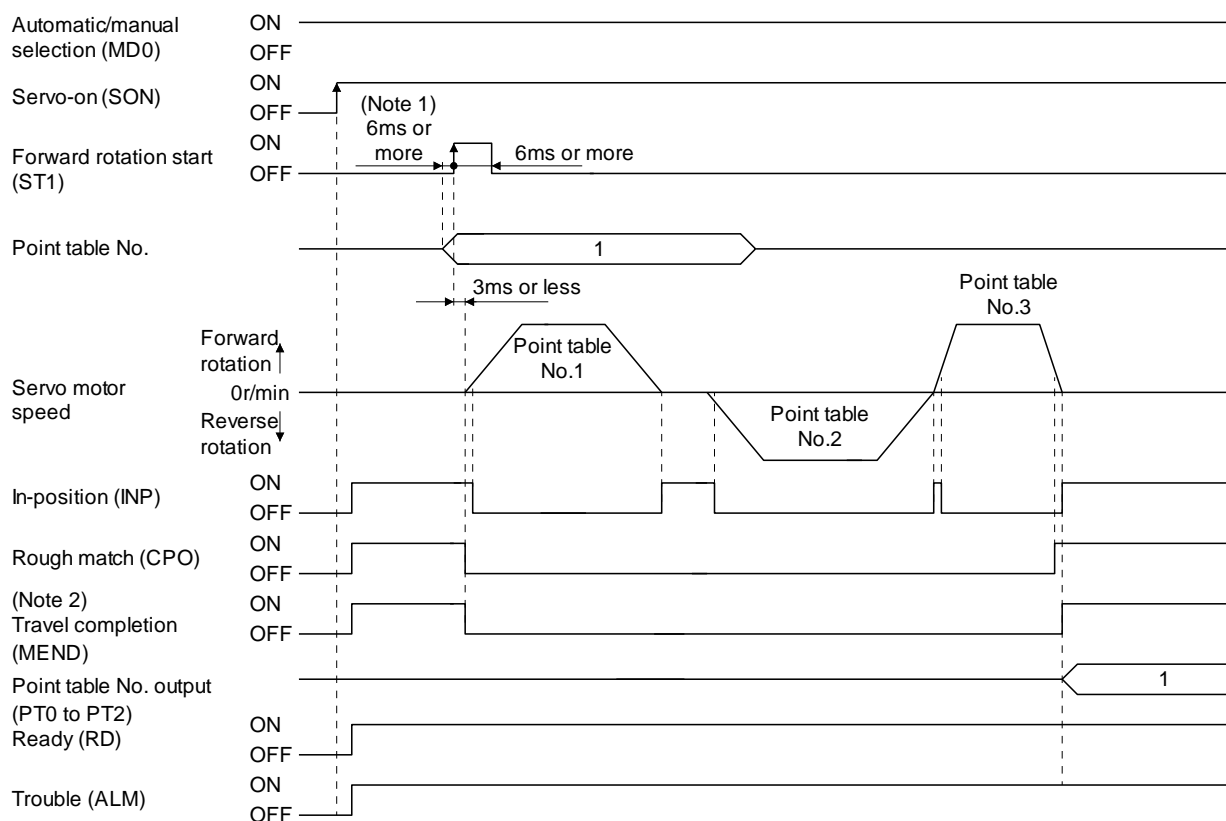 Automatic/manual
selection (MD0)
ON
OFF
Servo-on (SON)
ON
OFF
(Note 1)
6ms or
more
Forward rotation start
(ST1)
ON
OFF
6ms or more
Point table No.
1
3ms or less
Servo motor
speed
Forward
rotation
0r/min
Reverse
rotation
Point table
No.1
Point table
No.2
Point table
No.3
In-position (INP)
ON
OFF
Rough match (CPO)
ON
OFF
(Note 2)
Travel completion
(MEND)
ON
OFF
Point table No. output
(PT0 to PT2)
1
Ready (RD)
ON
OFF
Trouble (ALM)
ON
OFF